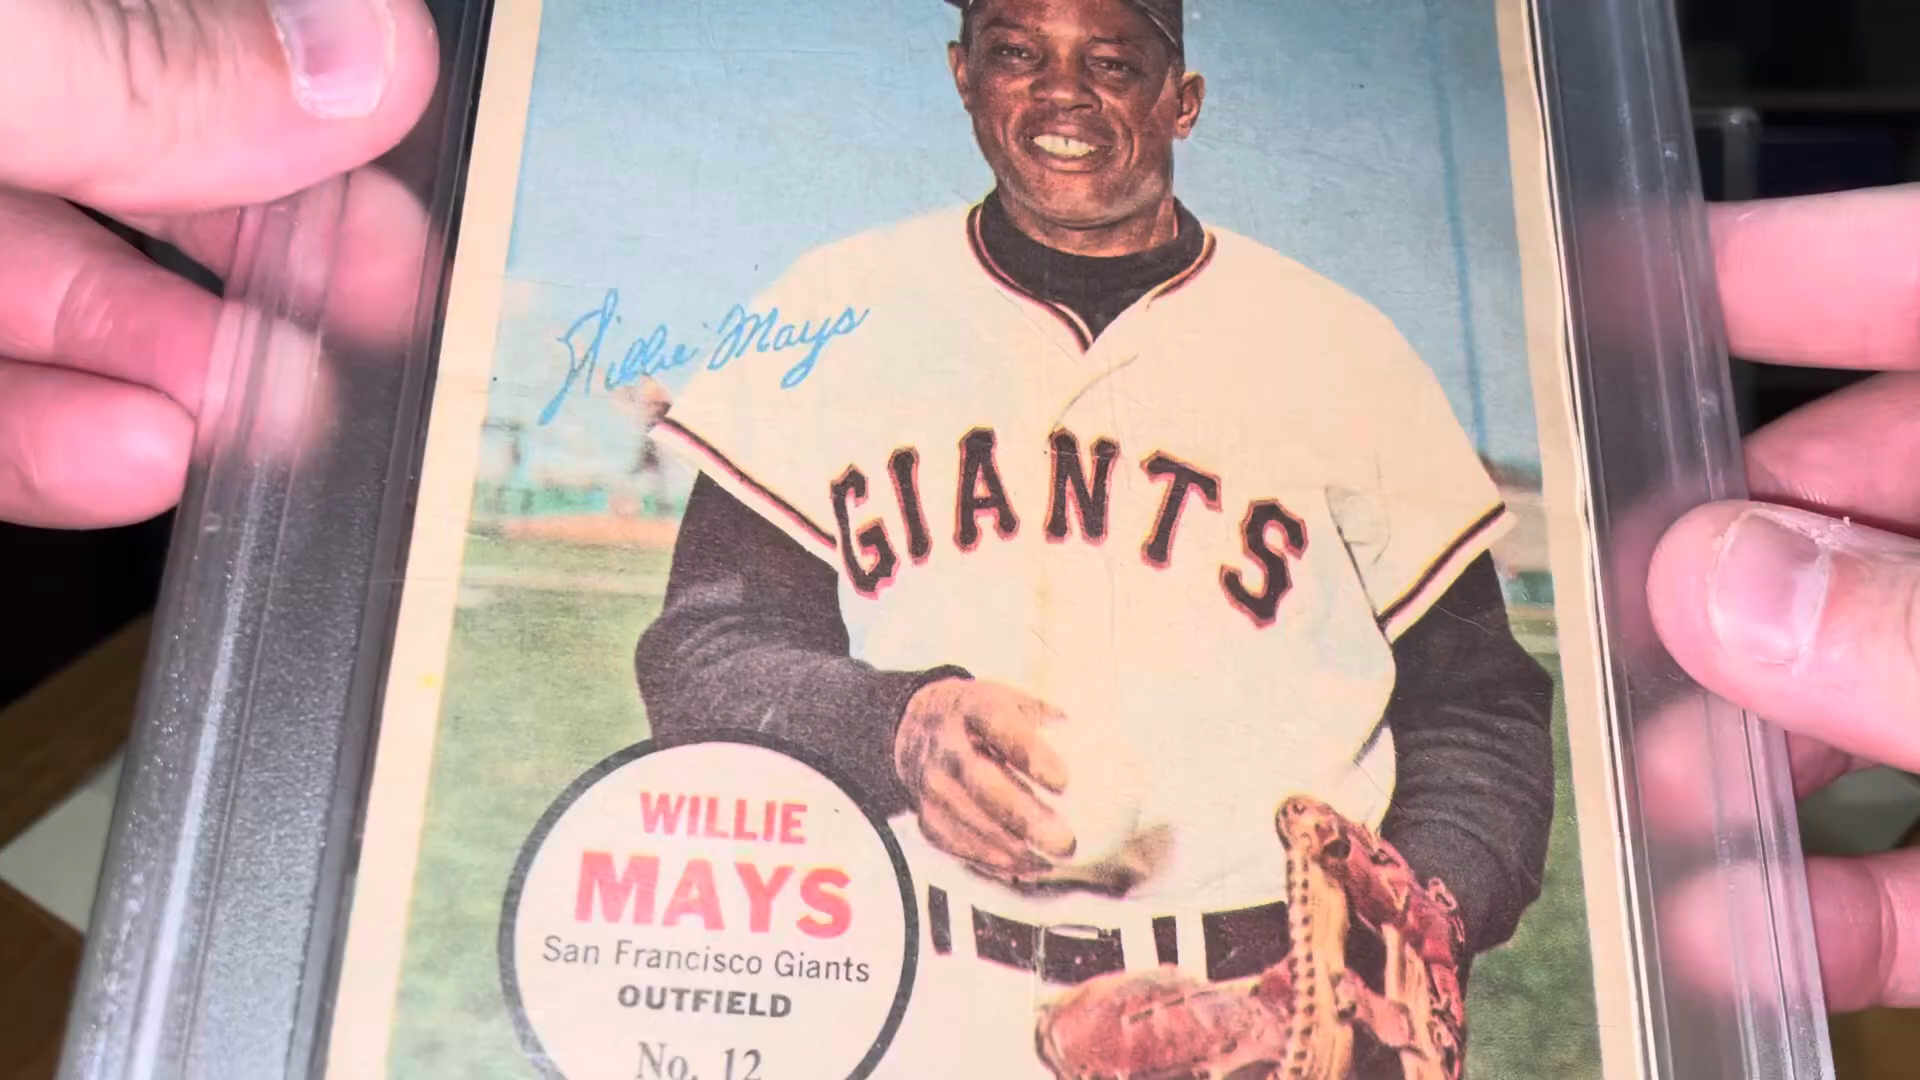 Willie Mays
GIANTS
WILLIE
MAYS
San Francisco Giants
OUTFIELD
No. 12